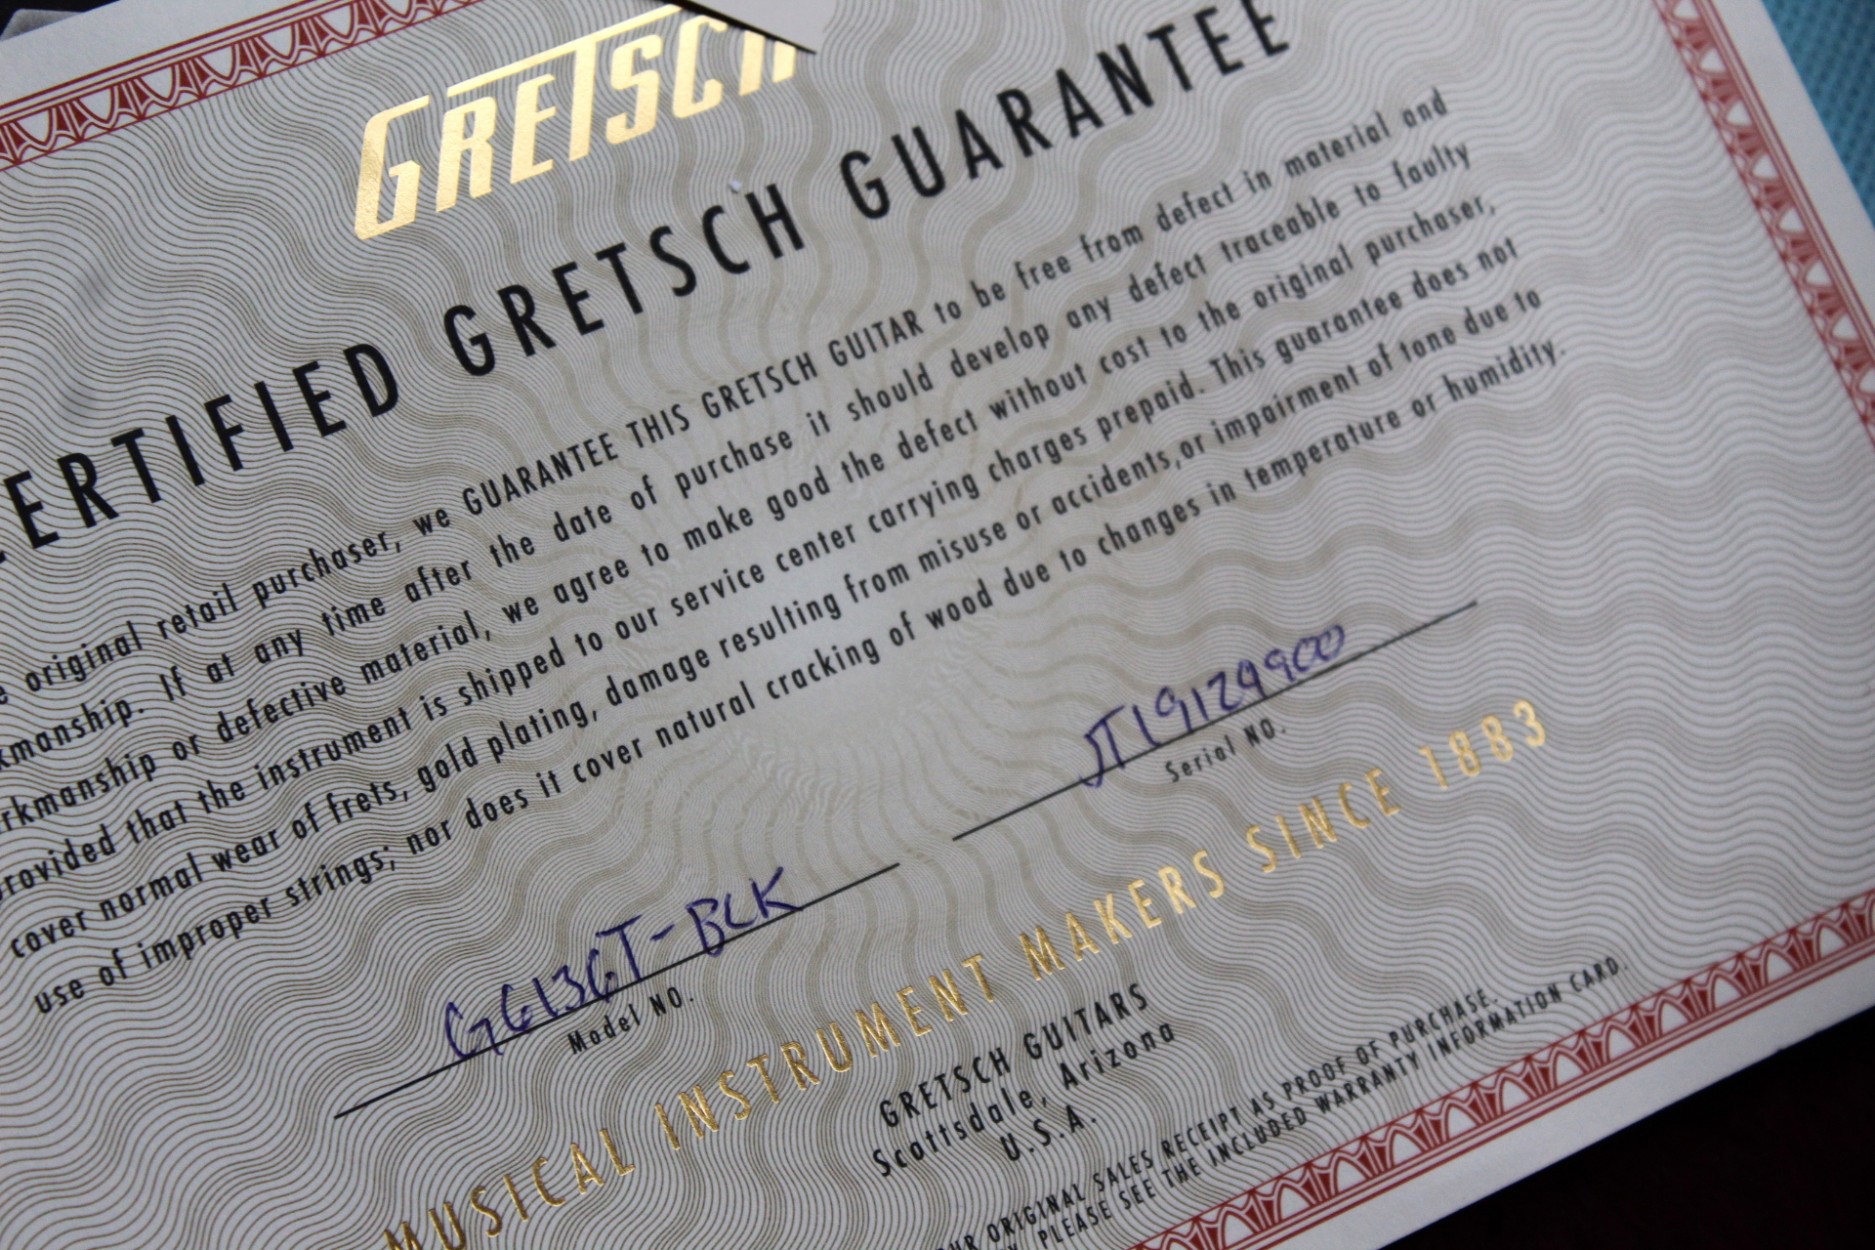 GRETSCH
CERTIFIED GRETSCH GUARANTEE
original retail purchaser, we GUARANTEE THIS GRETSCH GUITAR to be free from defect in material and
kmanship. If at any time after the date of purchase it should develop any defect traceable to faulty
rkmanship or defective material, we agree to make good the defect without cost to the original purchaser,
provided that the instrument is shipped to our service center carrying charges prepaid. This guarantee does not
cover normal wear of frets, gold plating, damage resulting from misuse or accidents,or impairment of tone due to
use of improper strings; nor does it cover natural cracking of wood due to changes in temperature or humidity.
G6136T-BLK JT19129900
Model NO. Serial NO.
MUSICAL INSTRUMENT MAKERS SINCE 1883
GRETSCH GUITARS
Scottsdale, Arizona
U.S.A.
ORIGINAL SALES RECEIPT AS PROOF OF PURCHASE.
PLEASE SEE THE INCLUDED WARRANTY INFORMATION CARD.